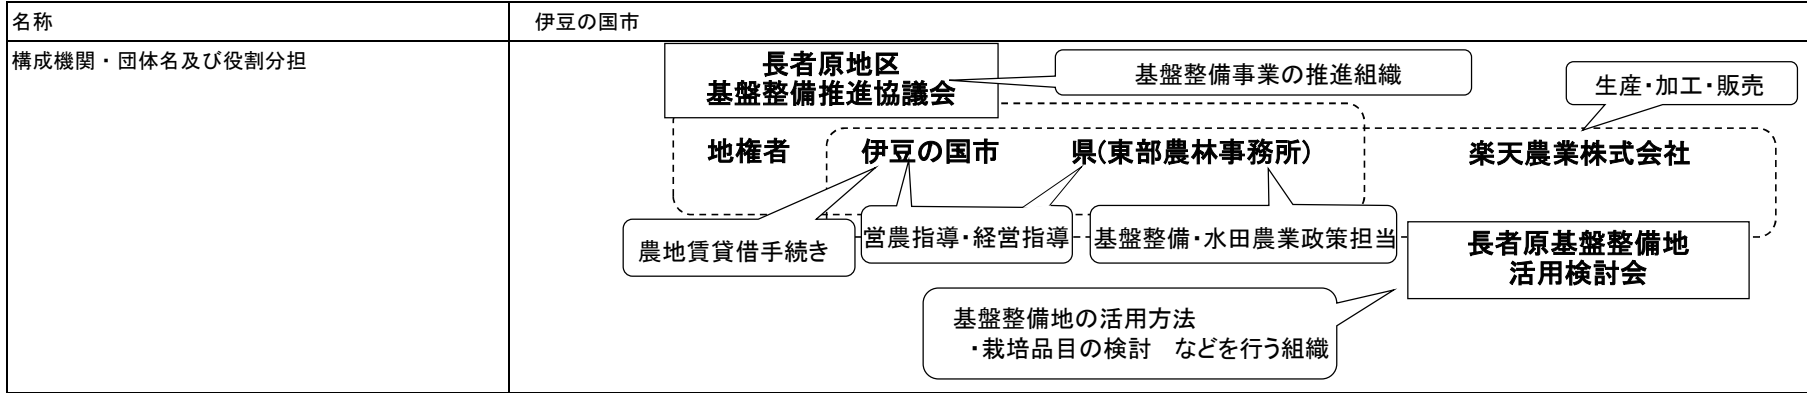 名称
伊豆の国市
構成機関・団体名及び役割分担
長者原地区
基盤整備推進協議会
基盤整備事業の推進組織
生産・加工・販売
地権者
伊豆の国市
県(東部農林事務所)
楽天農業株式会社
農地賃貸借手続き
営農指導・経営指導
基盤整備・水田農業政策担当
長者原基盤整備地
活用検討会
基盤整備地の活用方法
・栽培品目の検討　などを行う組織